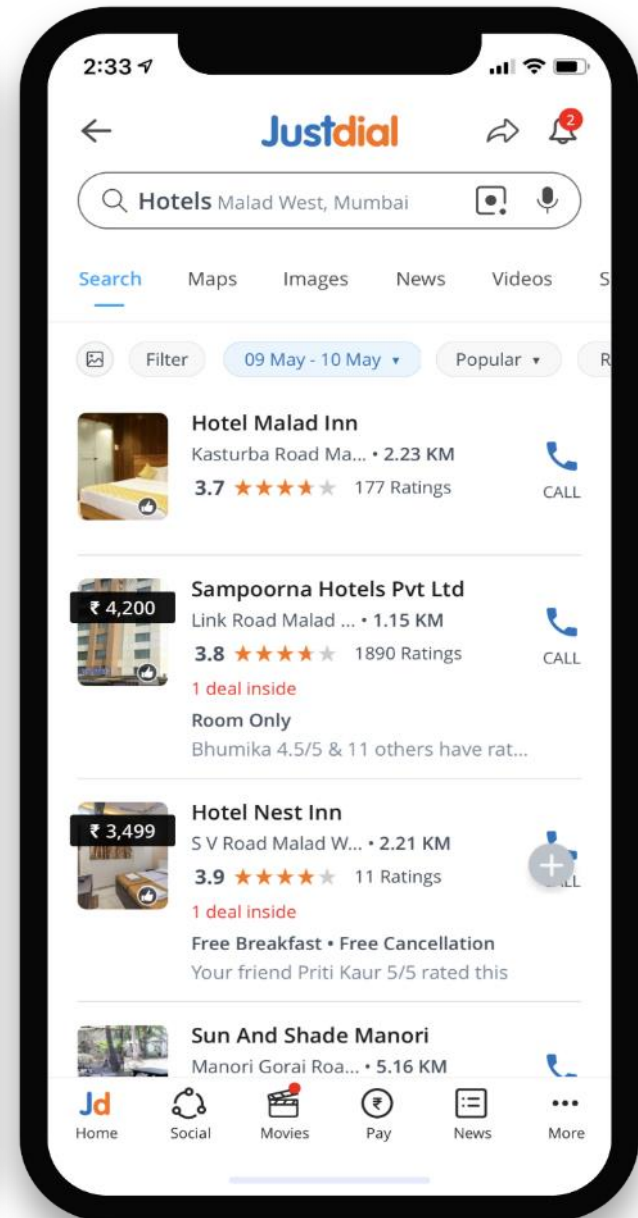 2:33
Justdial
2
Hotels Malad West, Mumbai
Search Maps Images News Videos S
Filter 09 May - 10 May Popular R
Hotel Malad Inn
Kasturba Road Ma... • 2.23 KM
3.7 177 Ratings
CALL
₹ 4,200
Sampoorna Hotels Pvt Ltd
Link Road Malad ... • 1.15 KM
3.8 1890 Ratings
CALL
1 deal inside
Room Only
Bhumika 4.5/5 & 11 others have rat...
₹ 3,499
Hotel Nest Inn
S V Road Malad W... • 2.21 KM
3.9 11 Ratings
1 deal inside
Free Breakfast • Free Cancellation
Your friend Priti Kaur 5/5 rated this
Sun And Shade Manori
Manori Gorai Roa... • 5.16 KM
Jd
Home Social Movies Pay News More